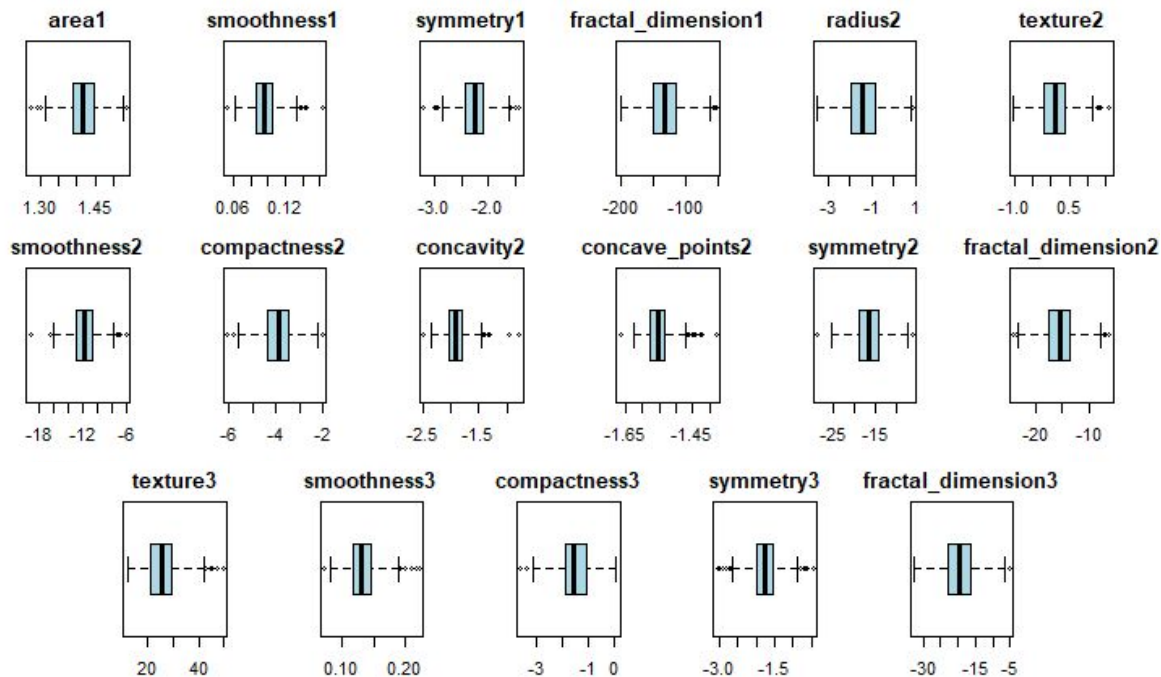 area1 smoothness1 symmetry1 fractal_dimension1 radius2 texture2
1.30 1.45 0.06 0.12 -3.0 -2.0 -200 -100 -3 -1 1 -1.0 0.5
smoothness2 compactness2 concavity2 concave_points2 symmetry2 fractal_dimension2
-18 -12 -6 -6 -4 -2 -2.5 -1.5 -1.65 -1.45 -25 -15 -20 -10
texture3 smoothness3 compactness3 symmetry3 fractal_dimension3
20 40 0.10 0.20 -3 -1 0 -3.0 -1.5 -30 -15 -5